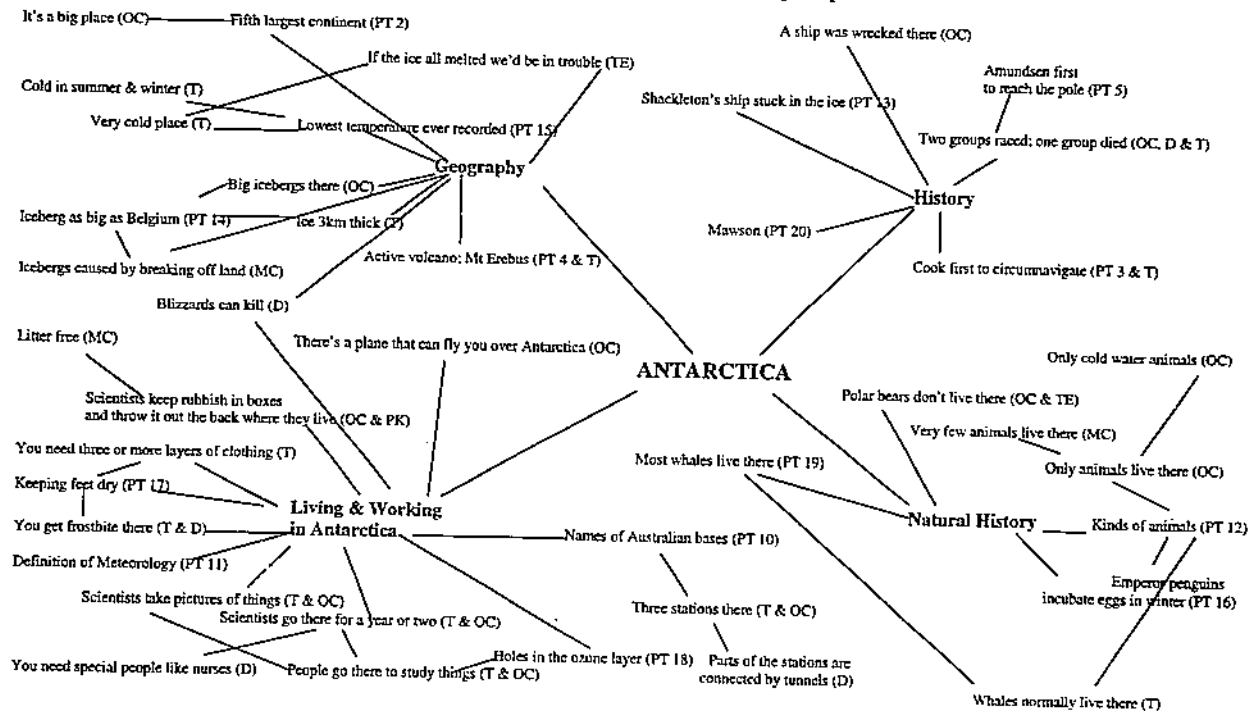 It's a big place (OC)
Fifth largest continent (PT 2)
If the ice all melted we'd be in trouble (TE)
Cold in summer & winter (T)
Very cold place (T)
Lowest temperature ever recorded (PT 15)
Geography
Big icebergs there (OC)
Iceberg as big as Belgium (PT 14)
Ice 3km thick (T)
Icebergs caused by breaking off land (MC)
Active volcano: Mt Erebus (PT 4 & T)
Blizzards can kill (D)
A ship was wrecked there (OC)
Amundsen first
to reach the pole (PT 5)
Shackleton's ship stuck in the ice (PT 13)
Two groups raced; one group died (OC, D & T)
History
Mawson (PT 20)
Cook first to circumnavigate (PT 3 & T)
ANTARCTICA
Litter free (MC)
There's a plane that can fly you over Antarctica (OC)
Scientists keep rubbish in boxes
and throw it out the back where they live (OC & PK)
You need three or more layers of clothing (T)
Keeping feet dry (PT 17)
You get frostbite there (T & D)
Living & Working
in Antarctica
Definition of Meteorology (PT 11)
Scientists take pictures of things (T & OC)
Scientists go there for a year or two (T & OC)
You need special people like nurses (D)
People go there to study things (T & OC)
Holes in the ozone layer (PT 18)
Names of Australian bases (PT 10)
Three stations there (T & OC)
Parts of the stations are
connected by tunnels (D)
Only cold water animals (OC)
Polar bears don't live there (OC & TE)
Very few animals live there (MC)
Most whales live there (PT 19)
Only animals live there (OC)
Natural History
Kinds of animals (PT 12)
Emperor penguins
incubate eggs in winter (PT 16)
Whales normally live there (T)